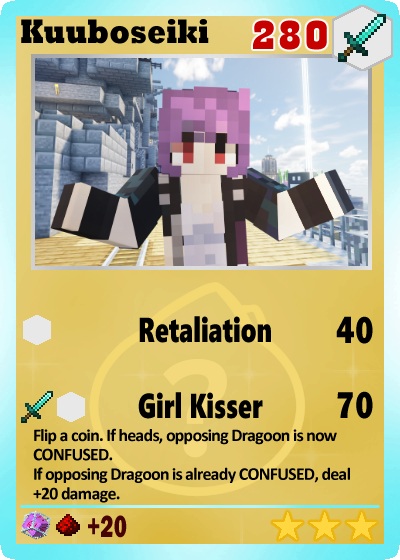 Kuuboseiki 280
Retaliation 40
Girl Kisser 70
Flip a coin. If heads, opposing Dragoon is now
CONFUSED.
If opposing Dragoon is already CONFUSED, deal
+20 damage.
+20